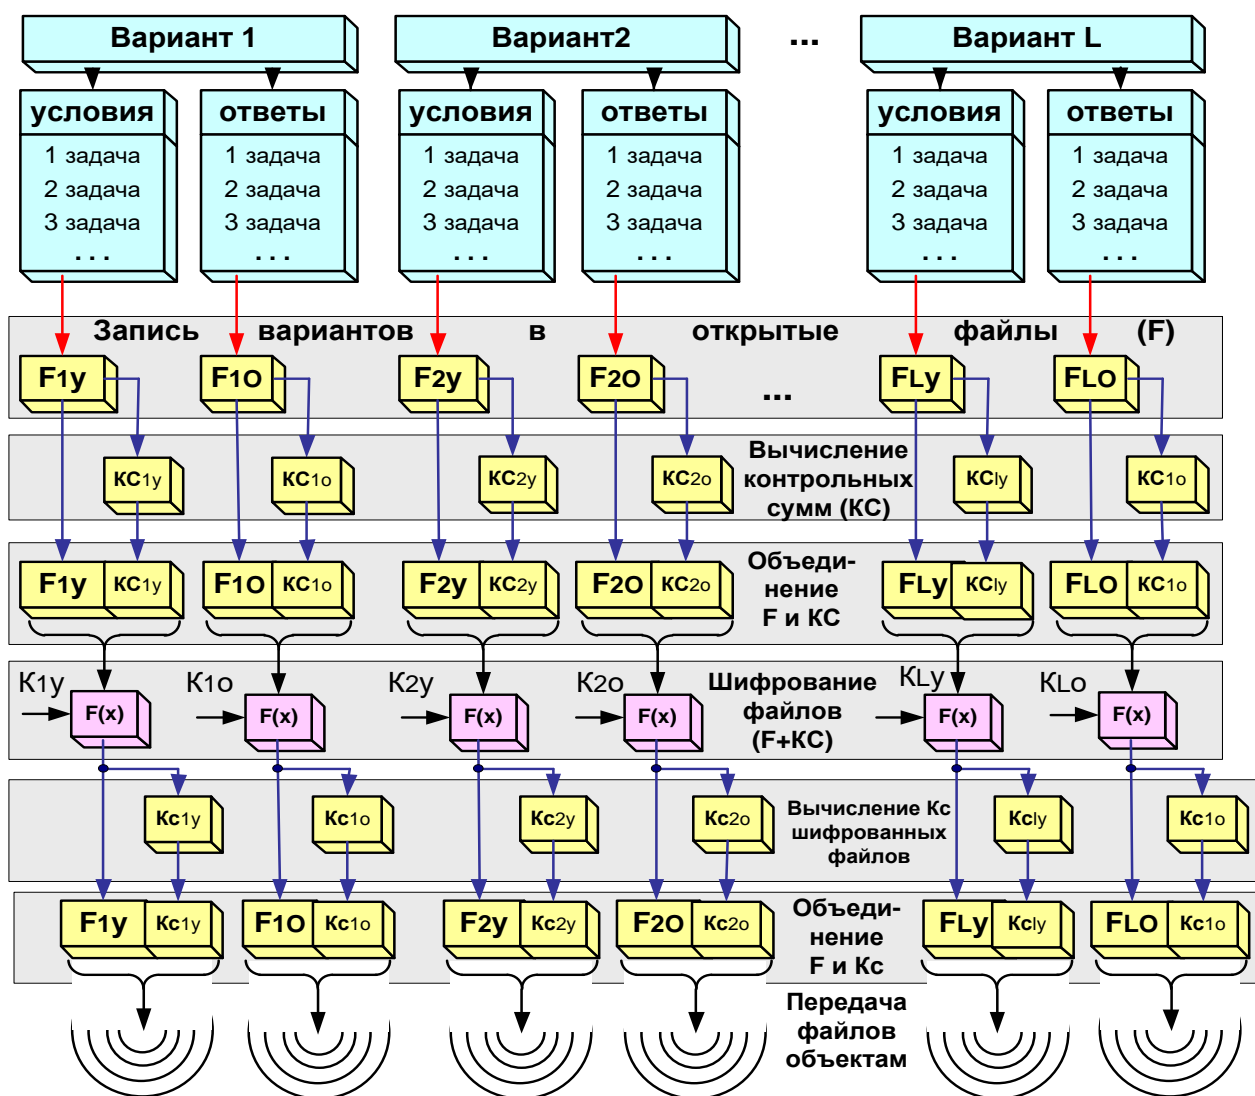 Вариант 1 Вариант2 ... Вариант L
условия ответы условия ответы условия ответы
1 задача 1 задача 1 задача 1 задача 1 задача 1 задача
2 задача 2 задача 2 задача 2 задача 2 задача 2 задача
3 задача 3 задача 3 задача 3 задача 3 задача 3 задача
. . . . . . . . . . . . . . . . . .
Запись вариантов в открытые файлы (F)
F1у F1О F2у F2О ... FLу FLО
КС1у КС1о КС2у КС2о КСlу КС1о
Вычисление
контрольных
сумм (КС)
F1у КС1у F1О КС1о F2у КС2у F2О КС2о FLу КСlу FLО КС1о
Объеди-
нение
F и КС
К1у К1о К2у К2о КLу КLо
F(x) F(x) F(x) F(x) F(x) F(x)
Шифрование
файлов
(F+КС)
Кс1у Кс1о Кс2у Кс2о Ксlу Кс1о
Вычисление Кс
шифрованных
файлов
F1у Кс1у F1О Кс1о F2у Кс2у F2О Кс2о FLу Ксlу FLО Кс1о
Объеди-
нение
F и Кс
Передача
файлов
объектам